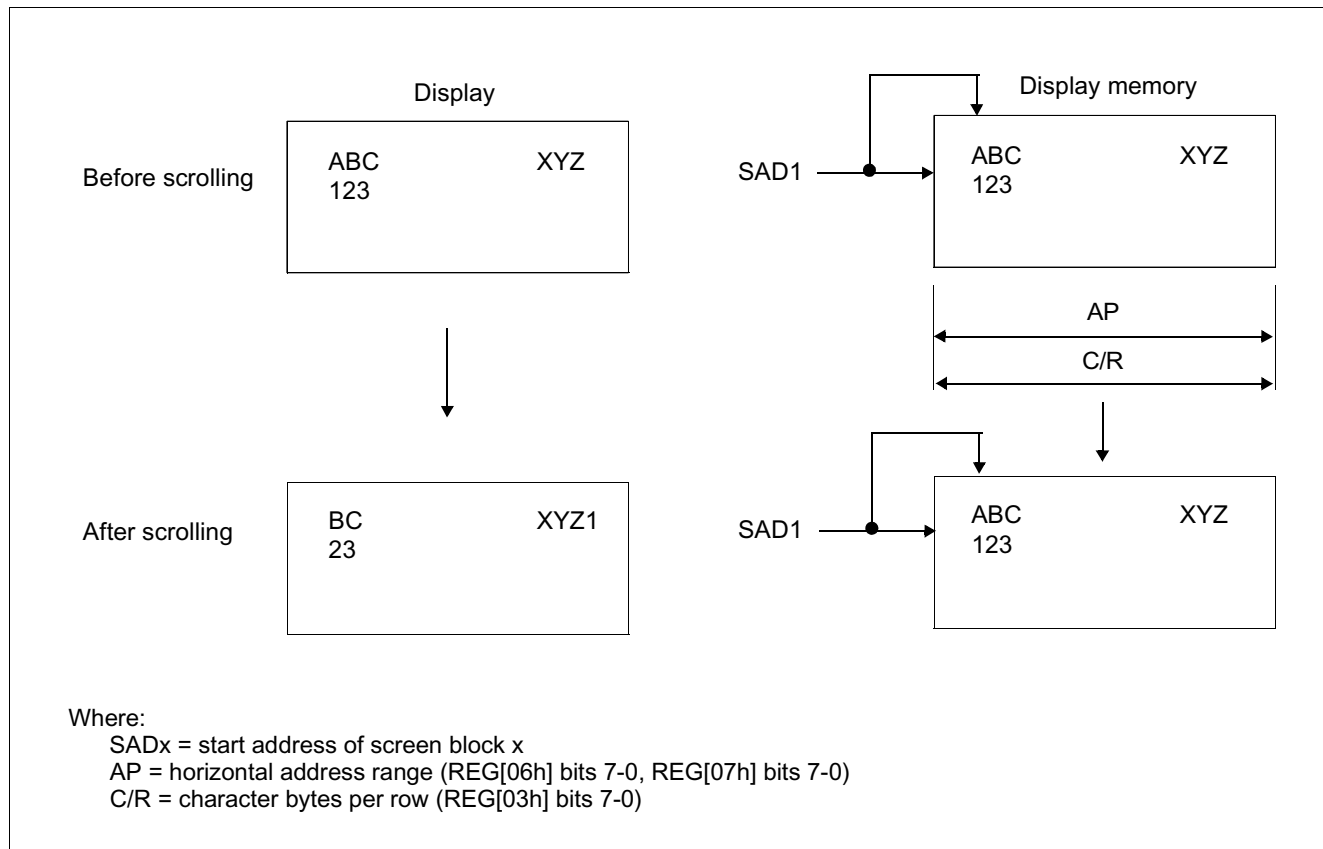 Display
Display memory
Before scrolling
ABC XYZ
123
SAD1
ABC XYZ
123
AP
C/R
After scrolling
BC XYZ1
23
SAD1
ABC XYZ
123
Where:
SADx = start address of screen block x
AP = horizontal address range (REG[06h] bits 7-0, REG[07h] bits 7-0)
C/R = character bytes per row (REG[03h] bits 7-0)